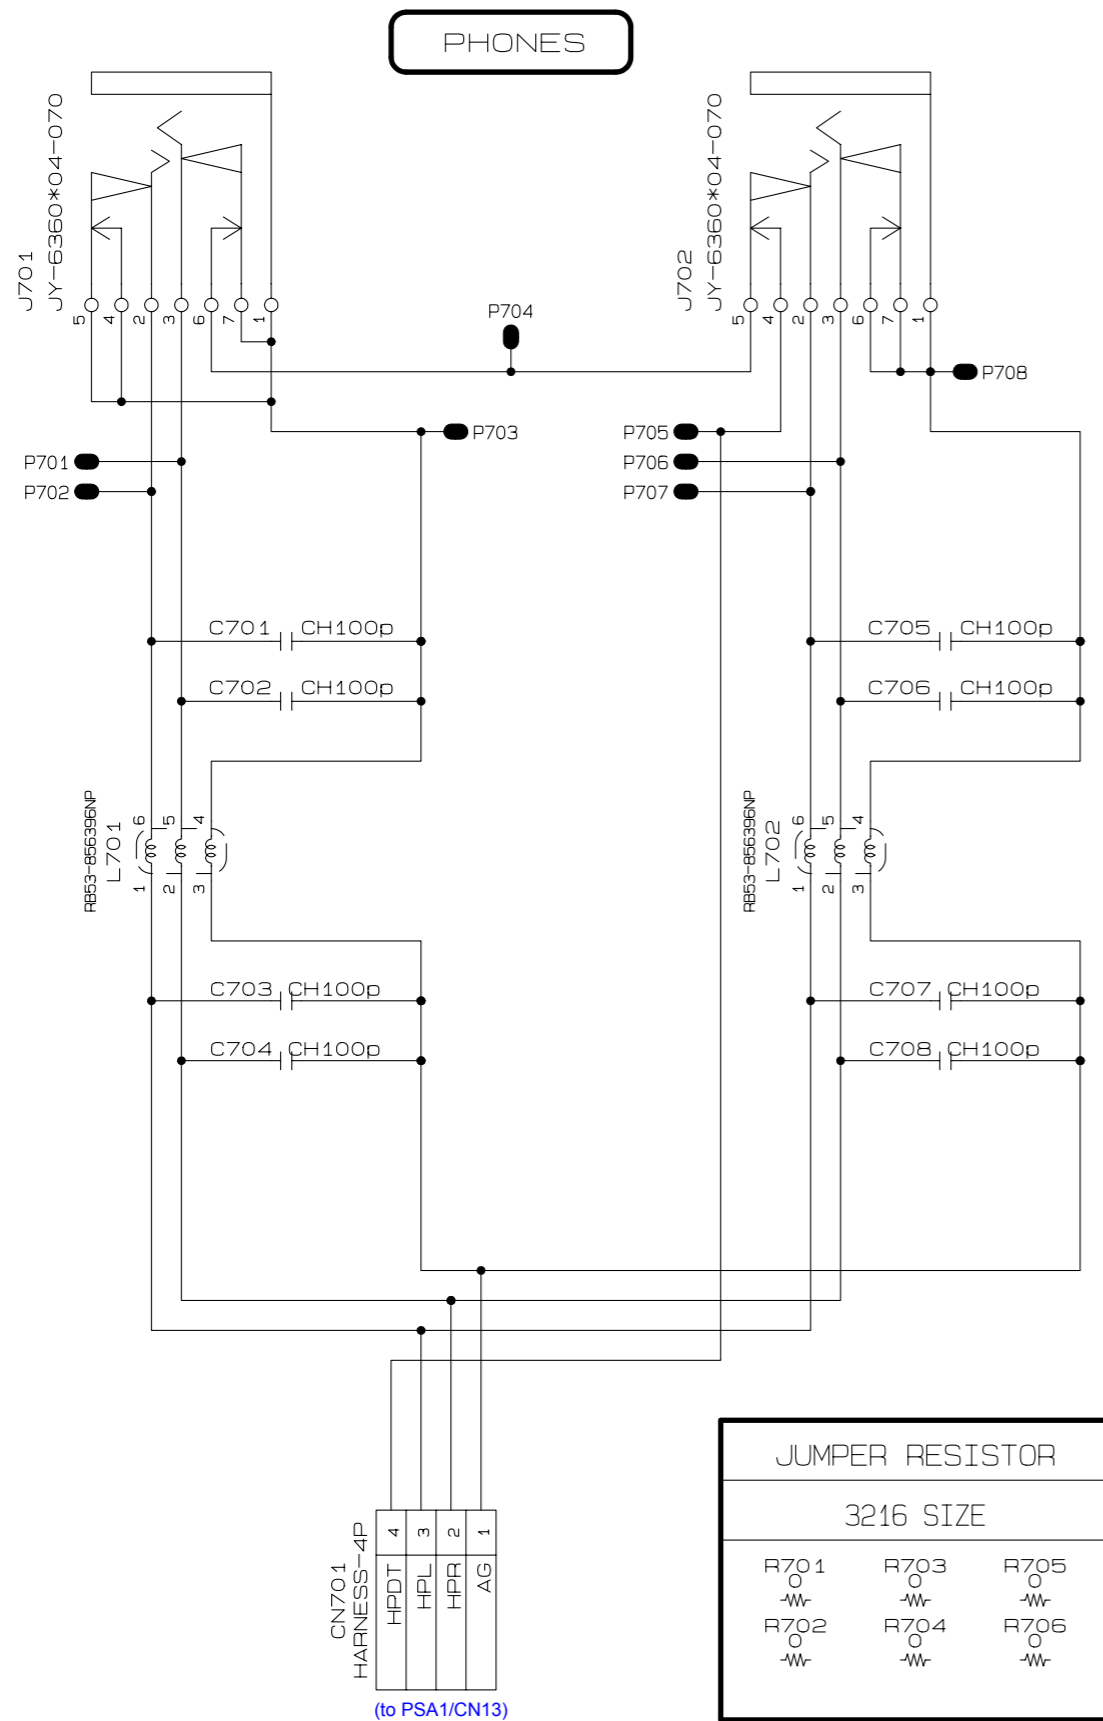 PHONES
J701
JY-6360*04-070
5 4 2 3 6 7 1
J702
JY-6360*04-070
5 4 2 3 6 7 1
P704
P708
P703
P705
P701
P706
P702
P707
C701 CH100p
C705 CH100p
C702 CH100p
C706 CH100p
RB53-856396NP
L701
6 5 4
1 2 3
RB53-856396NP
L702
6 5 4
1 2 3
C703 CH100p
C707 CH100p
C704 CH100p
C708 CH100p
CN701
HARNESS-4P
4 3 2 1
HPDT HPL HPR AG
(to PSA1/CN13)
JUMPER RESISTOR
3216 SIZE
R701 R703 R705
0 0 0
R702 R704 R706
0 0 0